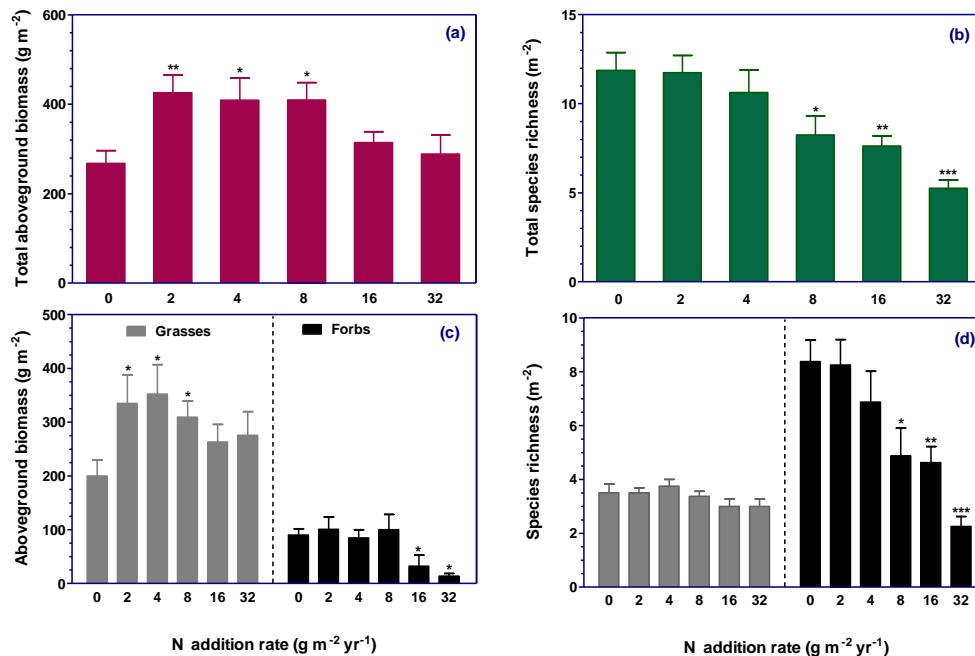 (a)
Total aboveground biomass (g m⁻²)
600
400
200
0
** * *
0 2 4 8 16 32
(b)
Total species richness (m⁻²)
15
10
5
0
* ** ***
0 2 4 8 16 32
(c)
Grasses Forbs
Aboveground biomass (g m⁻²)
500
400
300
200
100
0
* * * * *
0 2 4 8 16 32 0 2 4 8 16 32
N addition rate (g m⁻² yr⁻¹)
(d)
Species richness (m⁻²)
10
8
6
4
2
0
* ** ***
0 2 4 8 16 32 0 2 4 8 16 32
N addition rate (g m⁻² yr⁻¹)